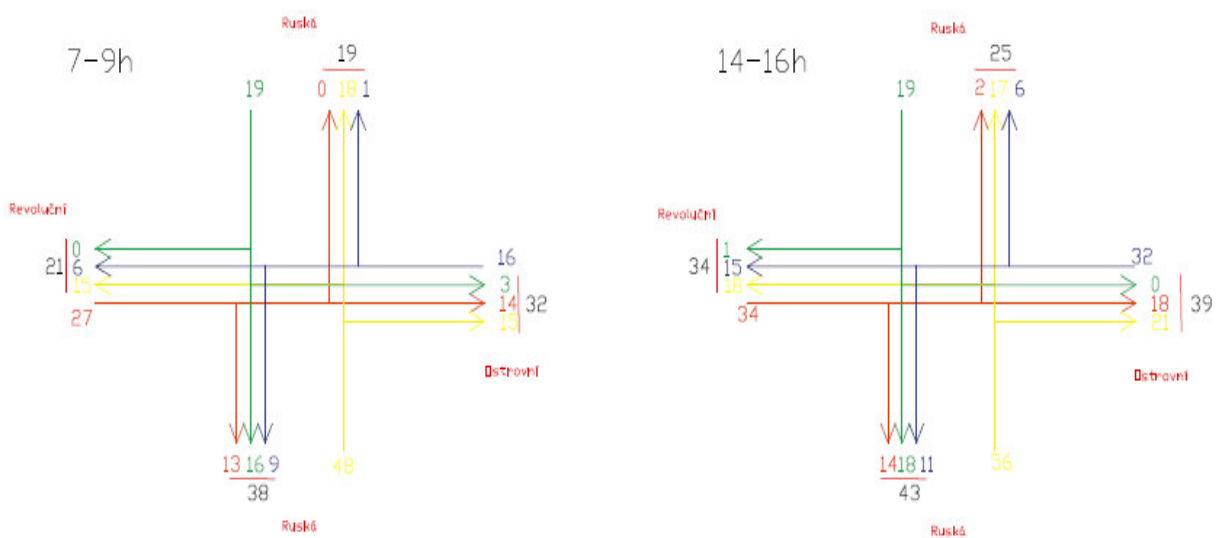 Ruská
7-9h
19
0 18 1
19
Revoluční
0
21 6
15
27
16
3
14 32
15
Ostrovní
13 16 9
38
48
Ruská
Ruská
14-16h
25
2 17 6
19
Revoluční
1
34 15
18
34
32
0
18 39
21
Ostrovní
14 18 11
43
56
Ruská